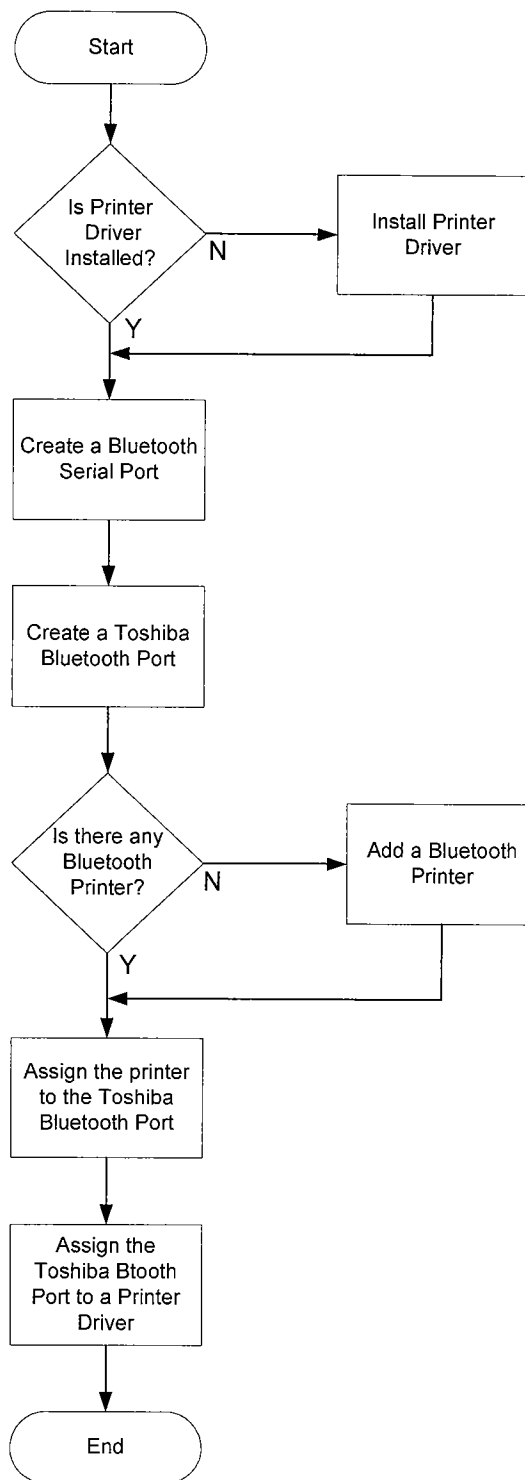 Start
Is Printer
Driver
Installed?
N
Install Printer
Driver
Y
Create a Bluetooth
Serial Port
Create a Toshiba
Bluetooth Port
Is there any
Bluetooth
Printer?
N
Add a Bluetooth
Printer
Y
Assign the printer
to the Toshiba
Bluetooth Port
Assign the
Toshiba Btooth
Port to a Printer
Driver
End